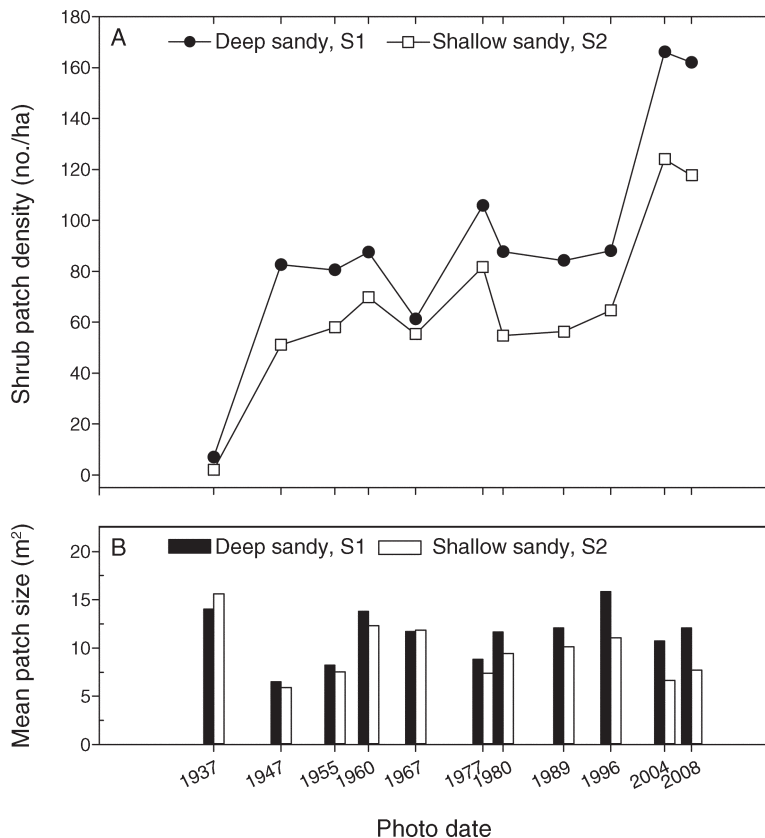 A
Deep sandy, S1
Shallow sandy, S2
Shrub patch density (no./ha)
180
160
140
120
100
80
60
40
20
0
B
Deep sandy, S1
Shallow sandy, S2
Mean patch size (m²)
20
15
10
5
0
1937
1947
1955
1960
1967
1977
1980
1989
1996
2004
2008
Photo date